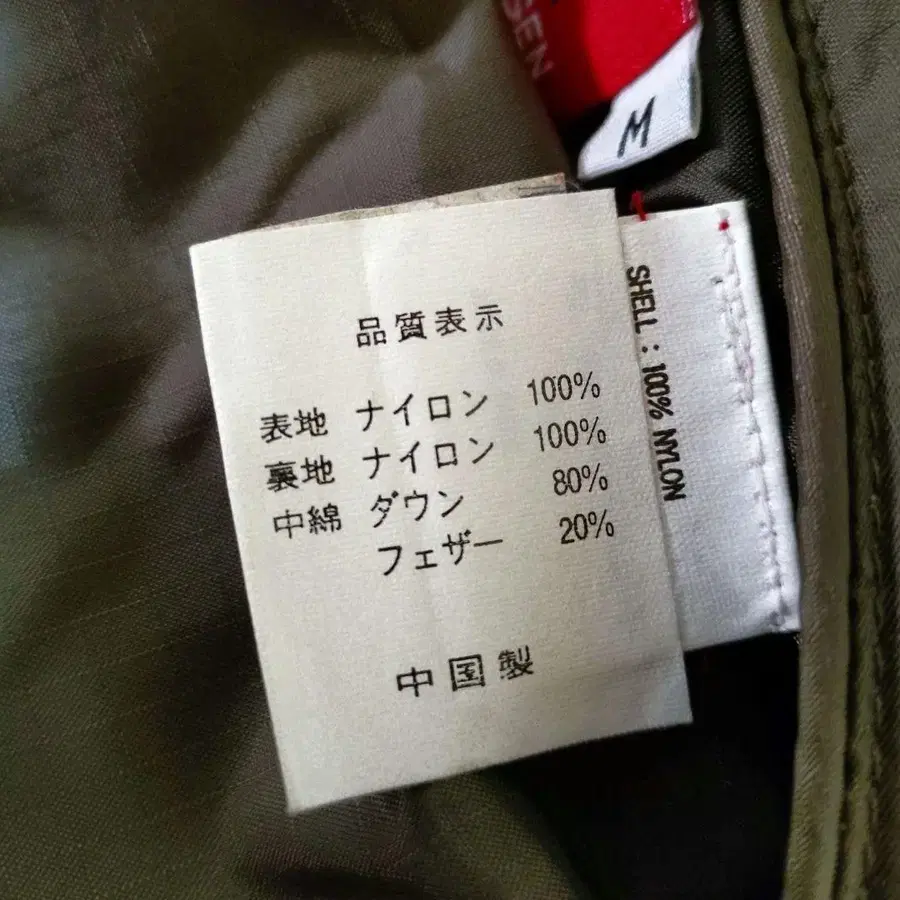 SEN
M
品質表示
表地 ナイロン 100%
裏地 ナイロン 100%
中綿 ダウン 80%
フェザー 20%
中国製
SHELL : 100% NYLON